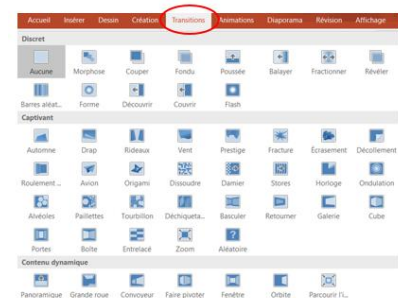 Accueil Insérer Dessin Création Transitions Animations Diaporama Révision Affichage
Discret
Aucune Morphose Couper Fondu Poussée Balayer Fractionner Révéler
Barres aléat... Forme Découvrir Couvrir Flash
Captivant
Automne Drap Rideaux Vent Prestige Fracture Écrasement Décollement
Roulement ... Avion Origami Dissoudre Damier Stores Horloge Ondulation
Alvéoles Paillettes Tourbillon Déchiqueta... Basculer Retourner Galerie Cube
Portes Boîte Entrelacé Zoom Aléatoire
Contenu dynamique
Panoramique Grande roue Convoyeur Faire pivoter Fenêtre Orbite Parcourir l'i...